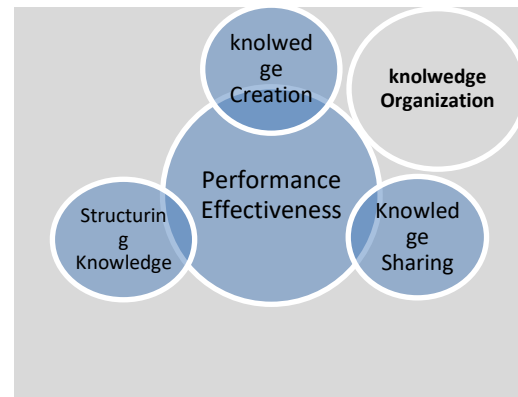 knolwed
ge
Creation
knolwedge
Organization
Performance
Effectiveness
Structurin
g
Knowledge
Knowled
ge
Sharing